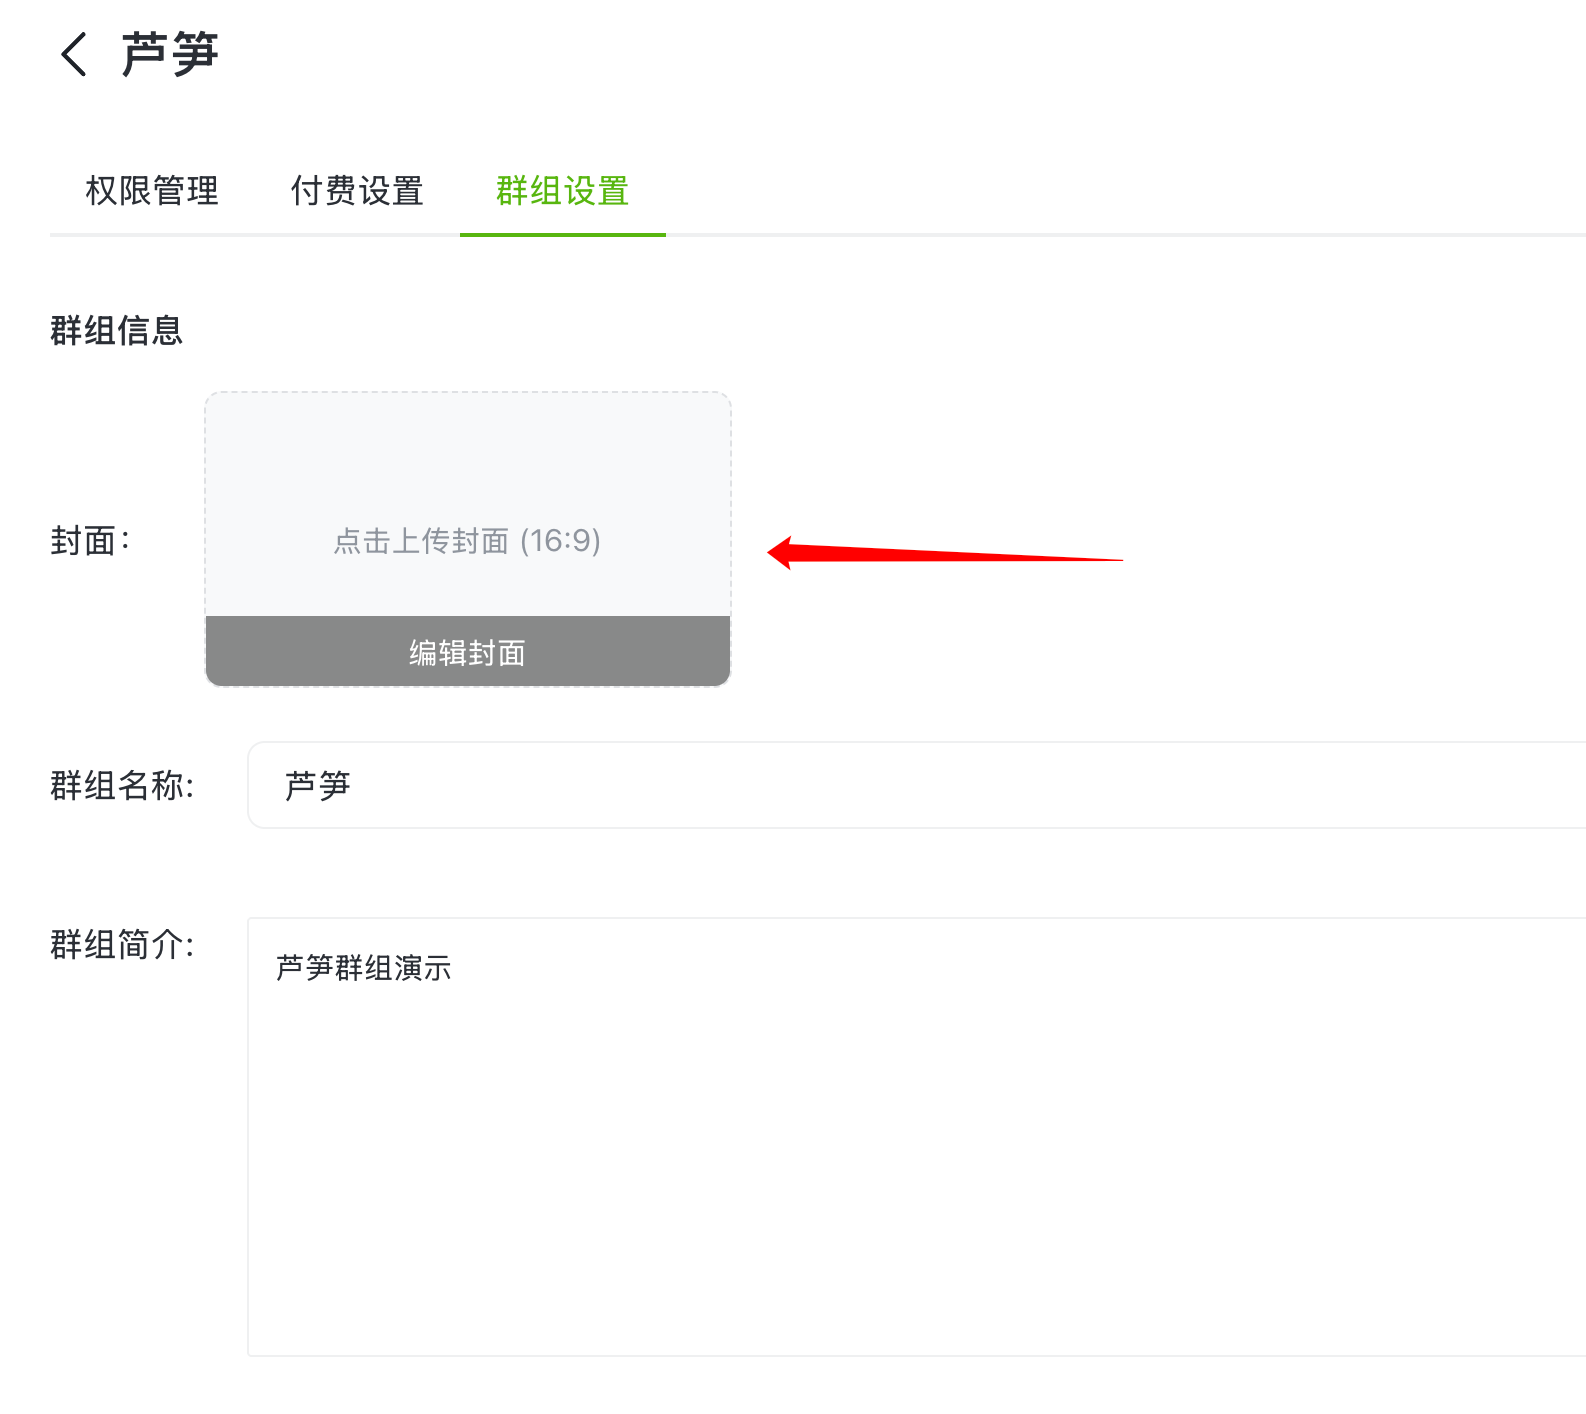 芦笋
权限管理 付费设置 群组设置
群组信息
封面：
点击上传封面 (16:9)
编辑封面
群组名称:
芦笋
群组简介:
芦笋群组演示